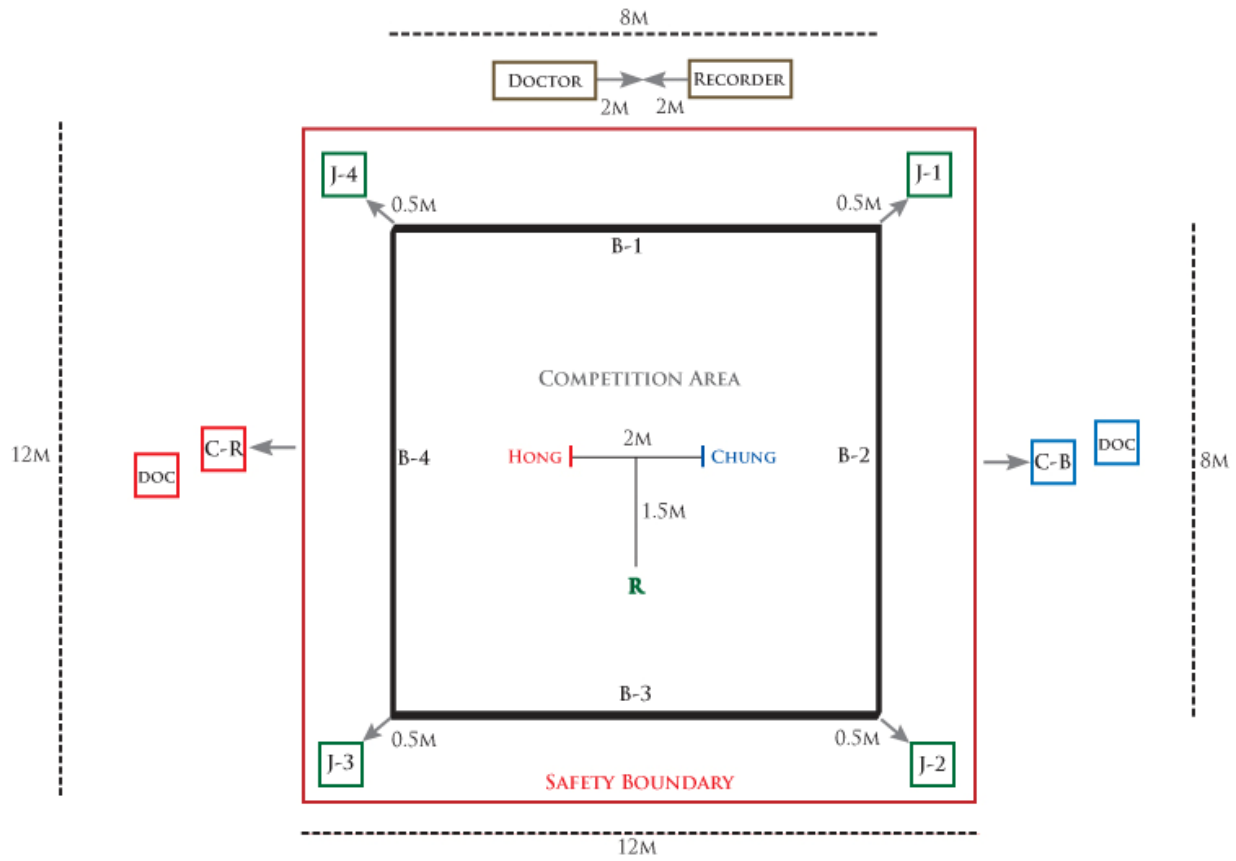 8M
DOCTOR
RECORDER
2M
2M
J-4
J-1
0.5M
0.5M
B-1
COMPETITION AREA
12M
DOC
C-R
B-4
HONG
2M
CHUNG
B-2
C-B
DOC
8M
1.5M
R
B-3
0.5M
0.5M
J-3
J-2
SAFETY BOUNDARY
12M